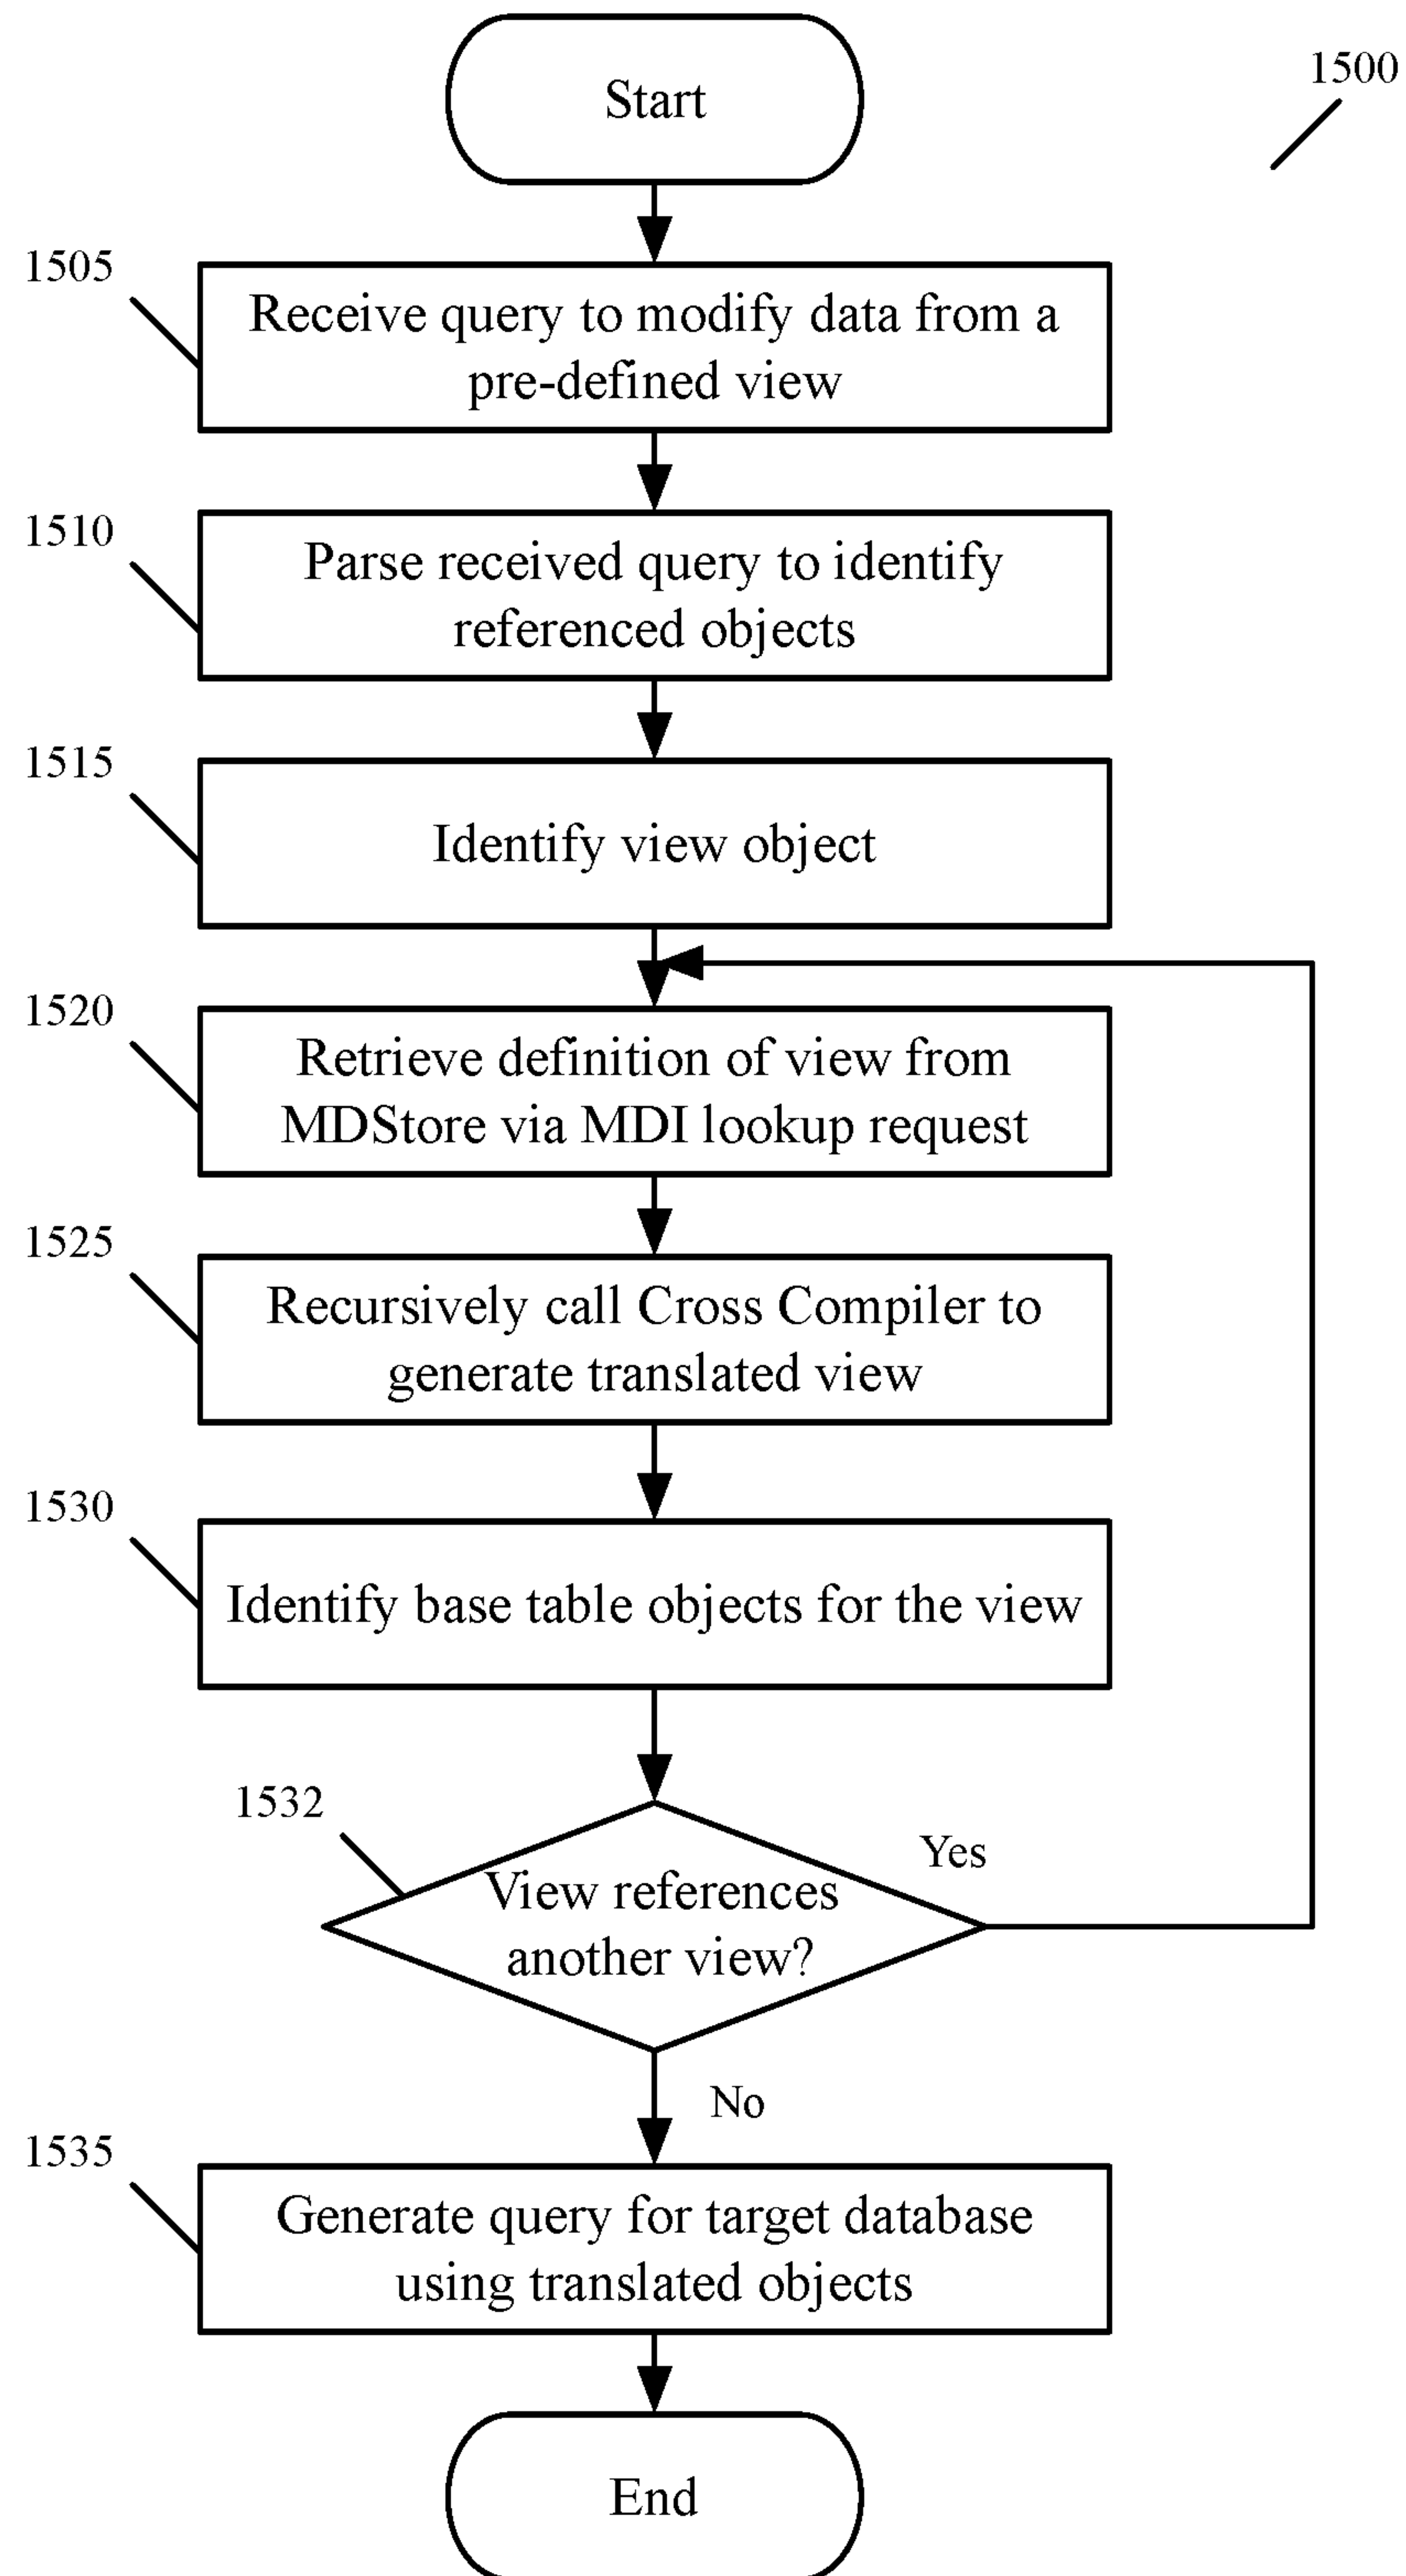 Start
1500
1505
Receive query to modify data from a
pre-defined view
1510
Parse received query to identify
referenced objects
1515
Identify view object
1520
Retrieve definition of view from
MDStore via MDI lookup request
1525
Recursively call Cross Compiler to
generate translated view
1530
Identify base table objects for the view
1532
Yes
View references
another view?
No
1535
Generate query for target database
using translated objects
End